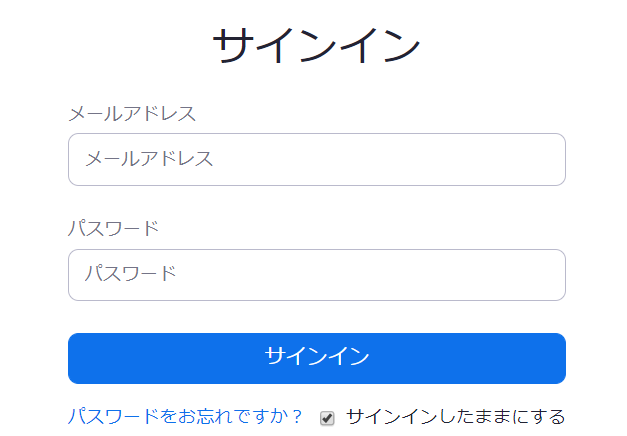 サインイン
メールアドレス
メールアドレス
パスワード
パスワード
サインイン
パスワードをお忘れですか？ サインインしたままにする